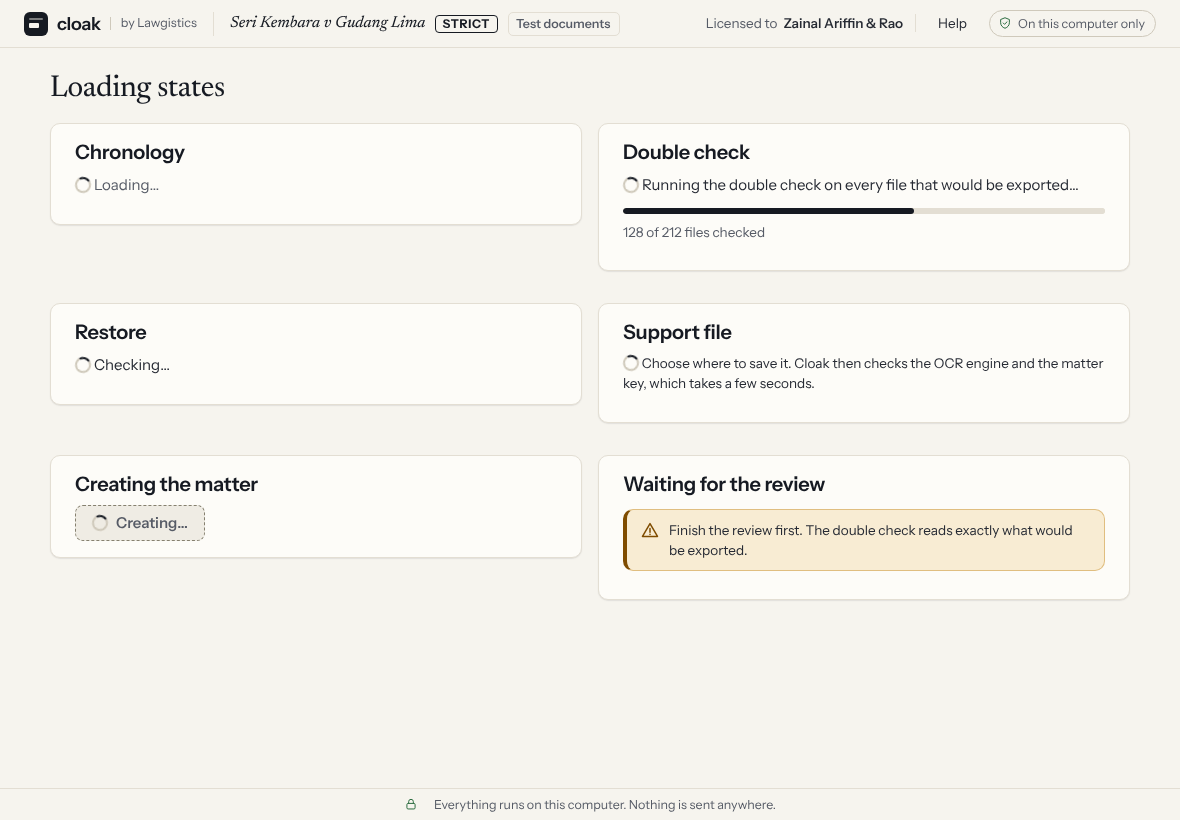 cloak by Lawgistics Seri Kembara v Gudang Lima STRICT Test documents Licensed to Zainal Ariffin & Rao Help On this computer only
Loading states
Chronology
Loading...
Double check
Running the double check on every file that would be exported...
128 of 212 files checked
Restore
Checking...
Support file
Choose where to save it. Cloak then checks the OCR engine and the matter
key, which takes a few seconds.
Creating the matter
Creating...
Waiting for the review
Finish the review first. The double check reads exactly what would
be exported.
Everything runs on this computer. Nothing is sent anywhere.